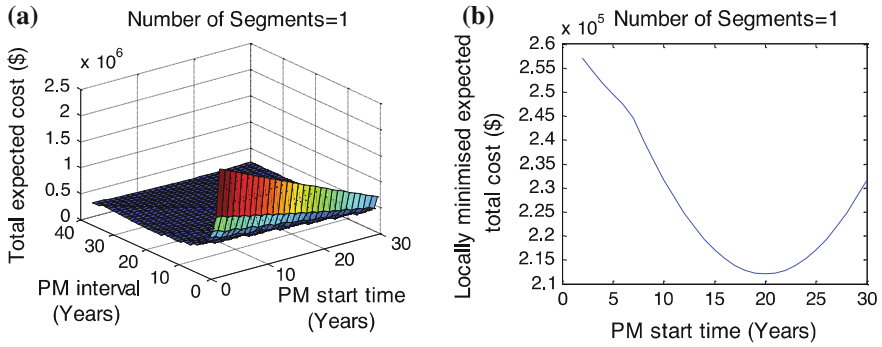 (a)
Number of Segments=1
x 10^6
Total expected cost ($)
2.5
2
1.5
1
0.5
0
40
30
20
10
0
PM interval
(Years)
0
10
20
30
PM start time
(Years)
(b)
Number of Segments=1
x 10^5
Locally minimised expected
total cost ($)
2.6
2.55
2.5
2.45
2.35
2.3
2.25
2.2
2.15
2.1
0
5
10
15
20
25
30
PM start time (Years)